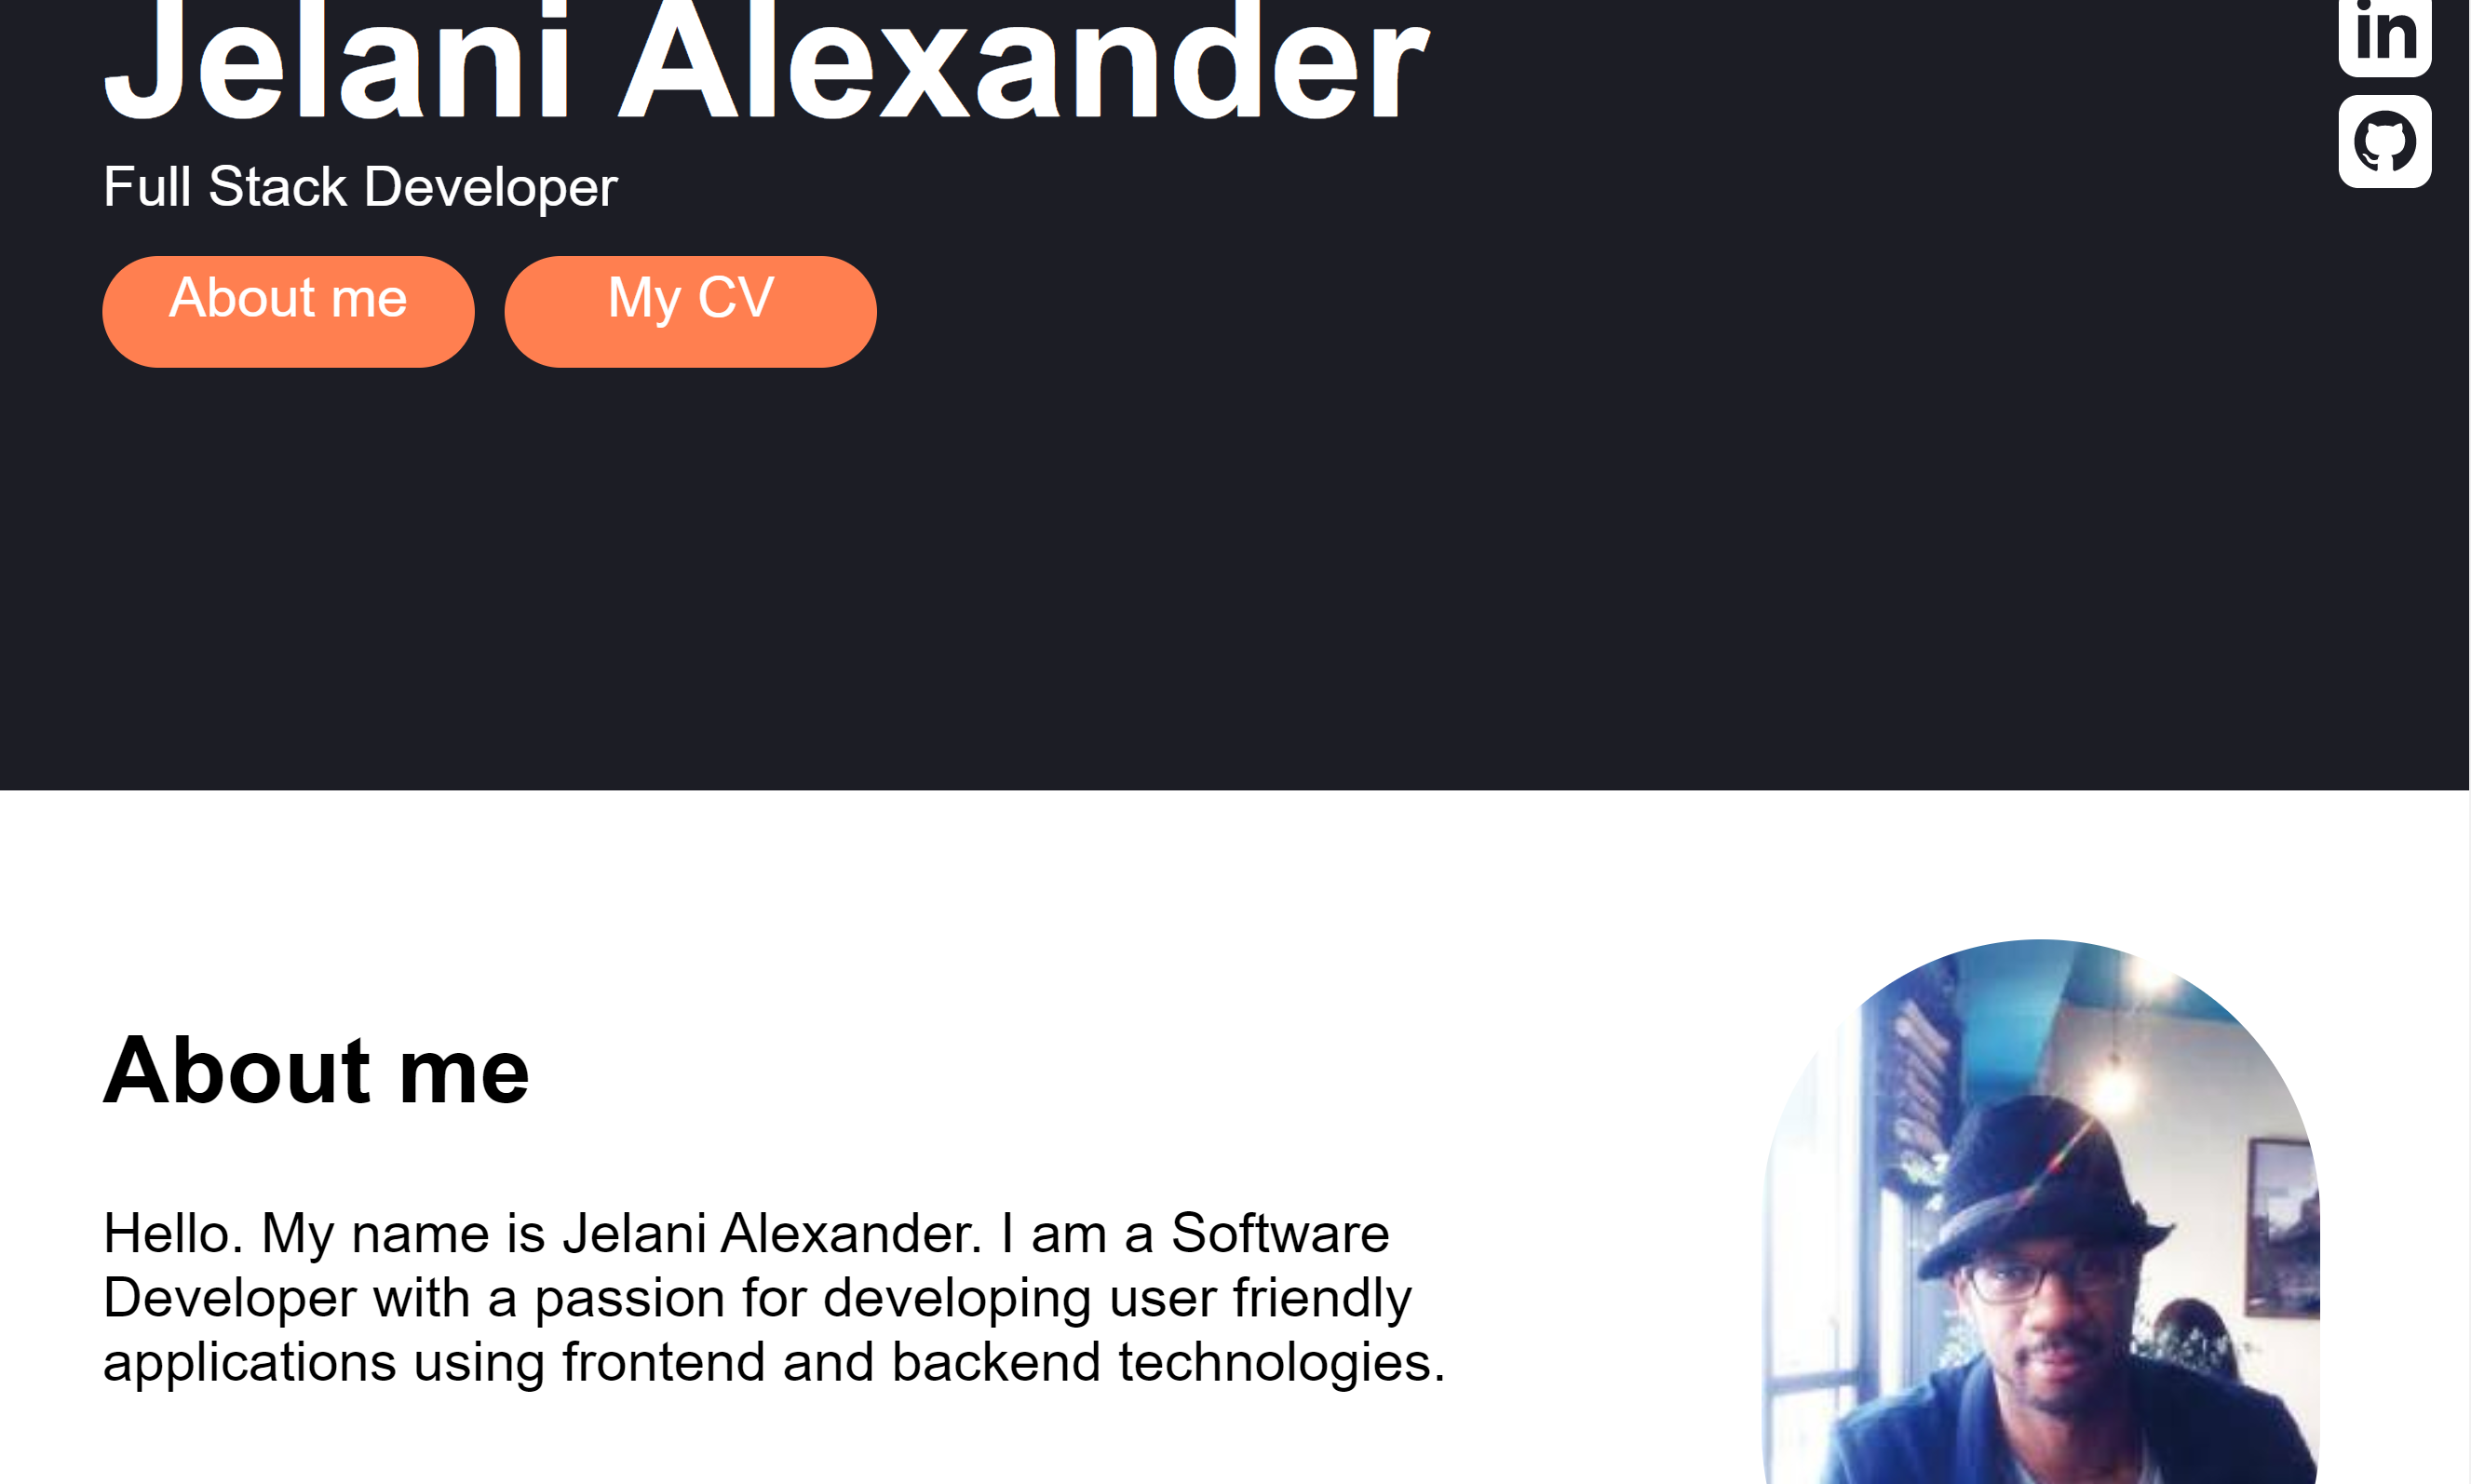 Jelani Alexander
in
Full Stack Developer
About me
My CV
About me
Hello. My name is Jelani Alexander. I am a Software
Developer with a passion for developing user friendly
applications using frontend and backend technologies.